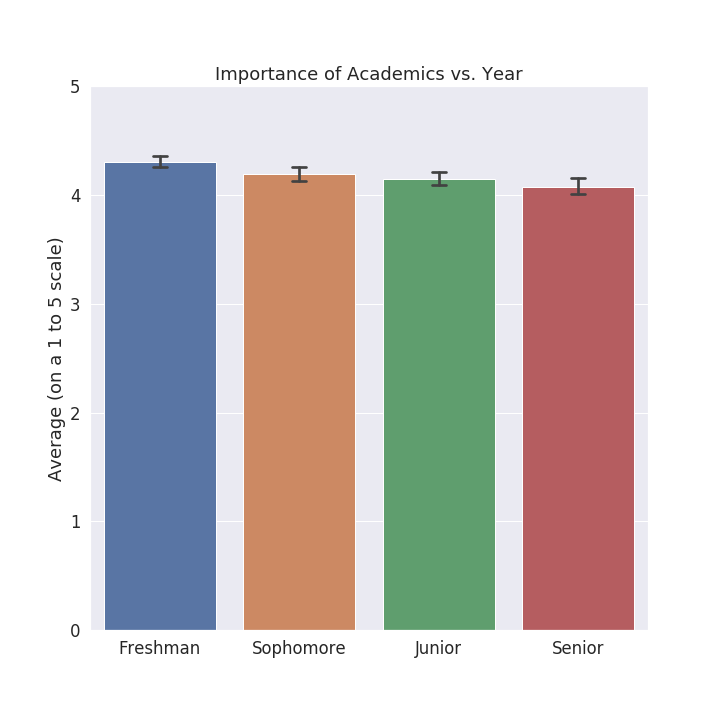 Importance of Academics vs. Year
Average (on a 1 to 5 scale)
5
4
3
2
1
0
Freshman Sophomore Junior Senior